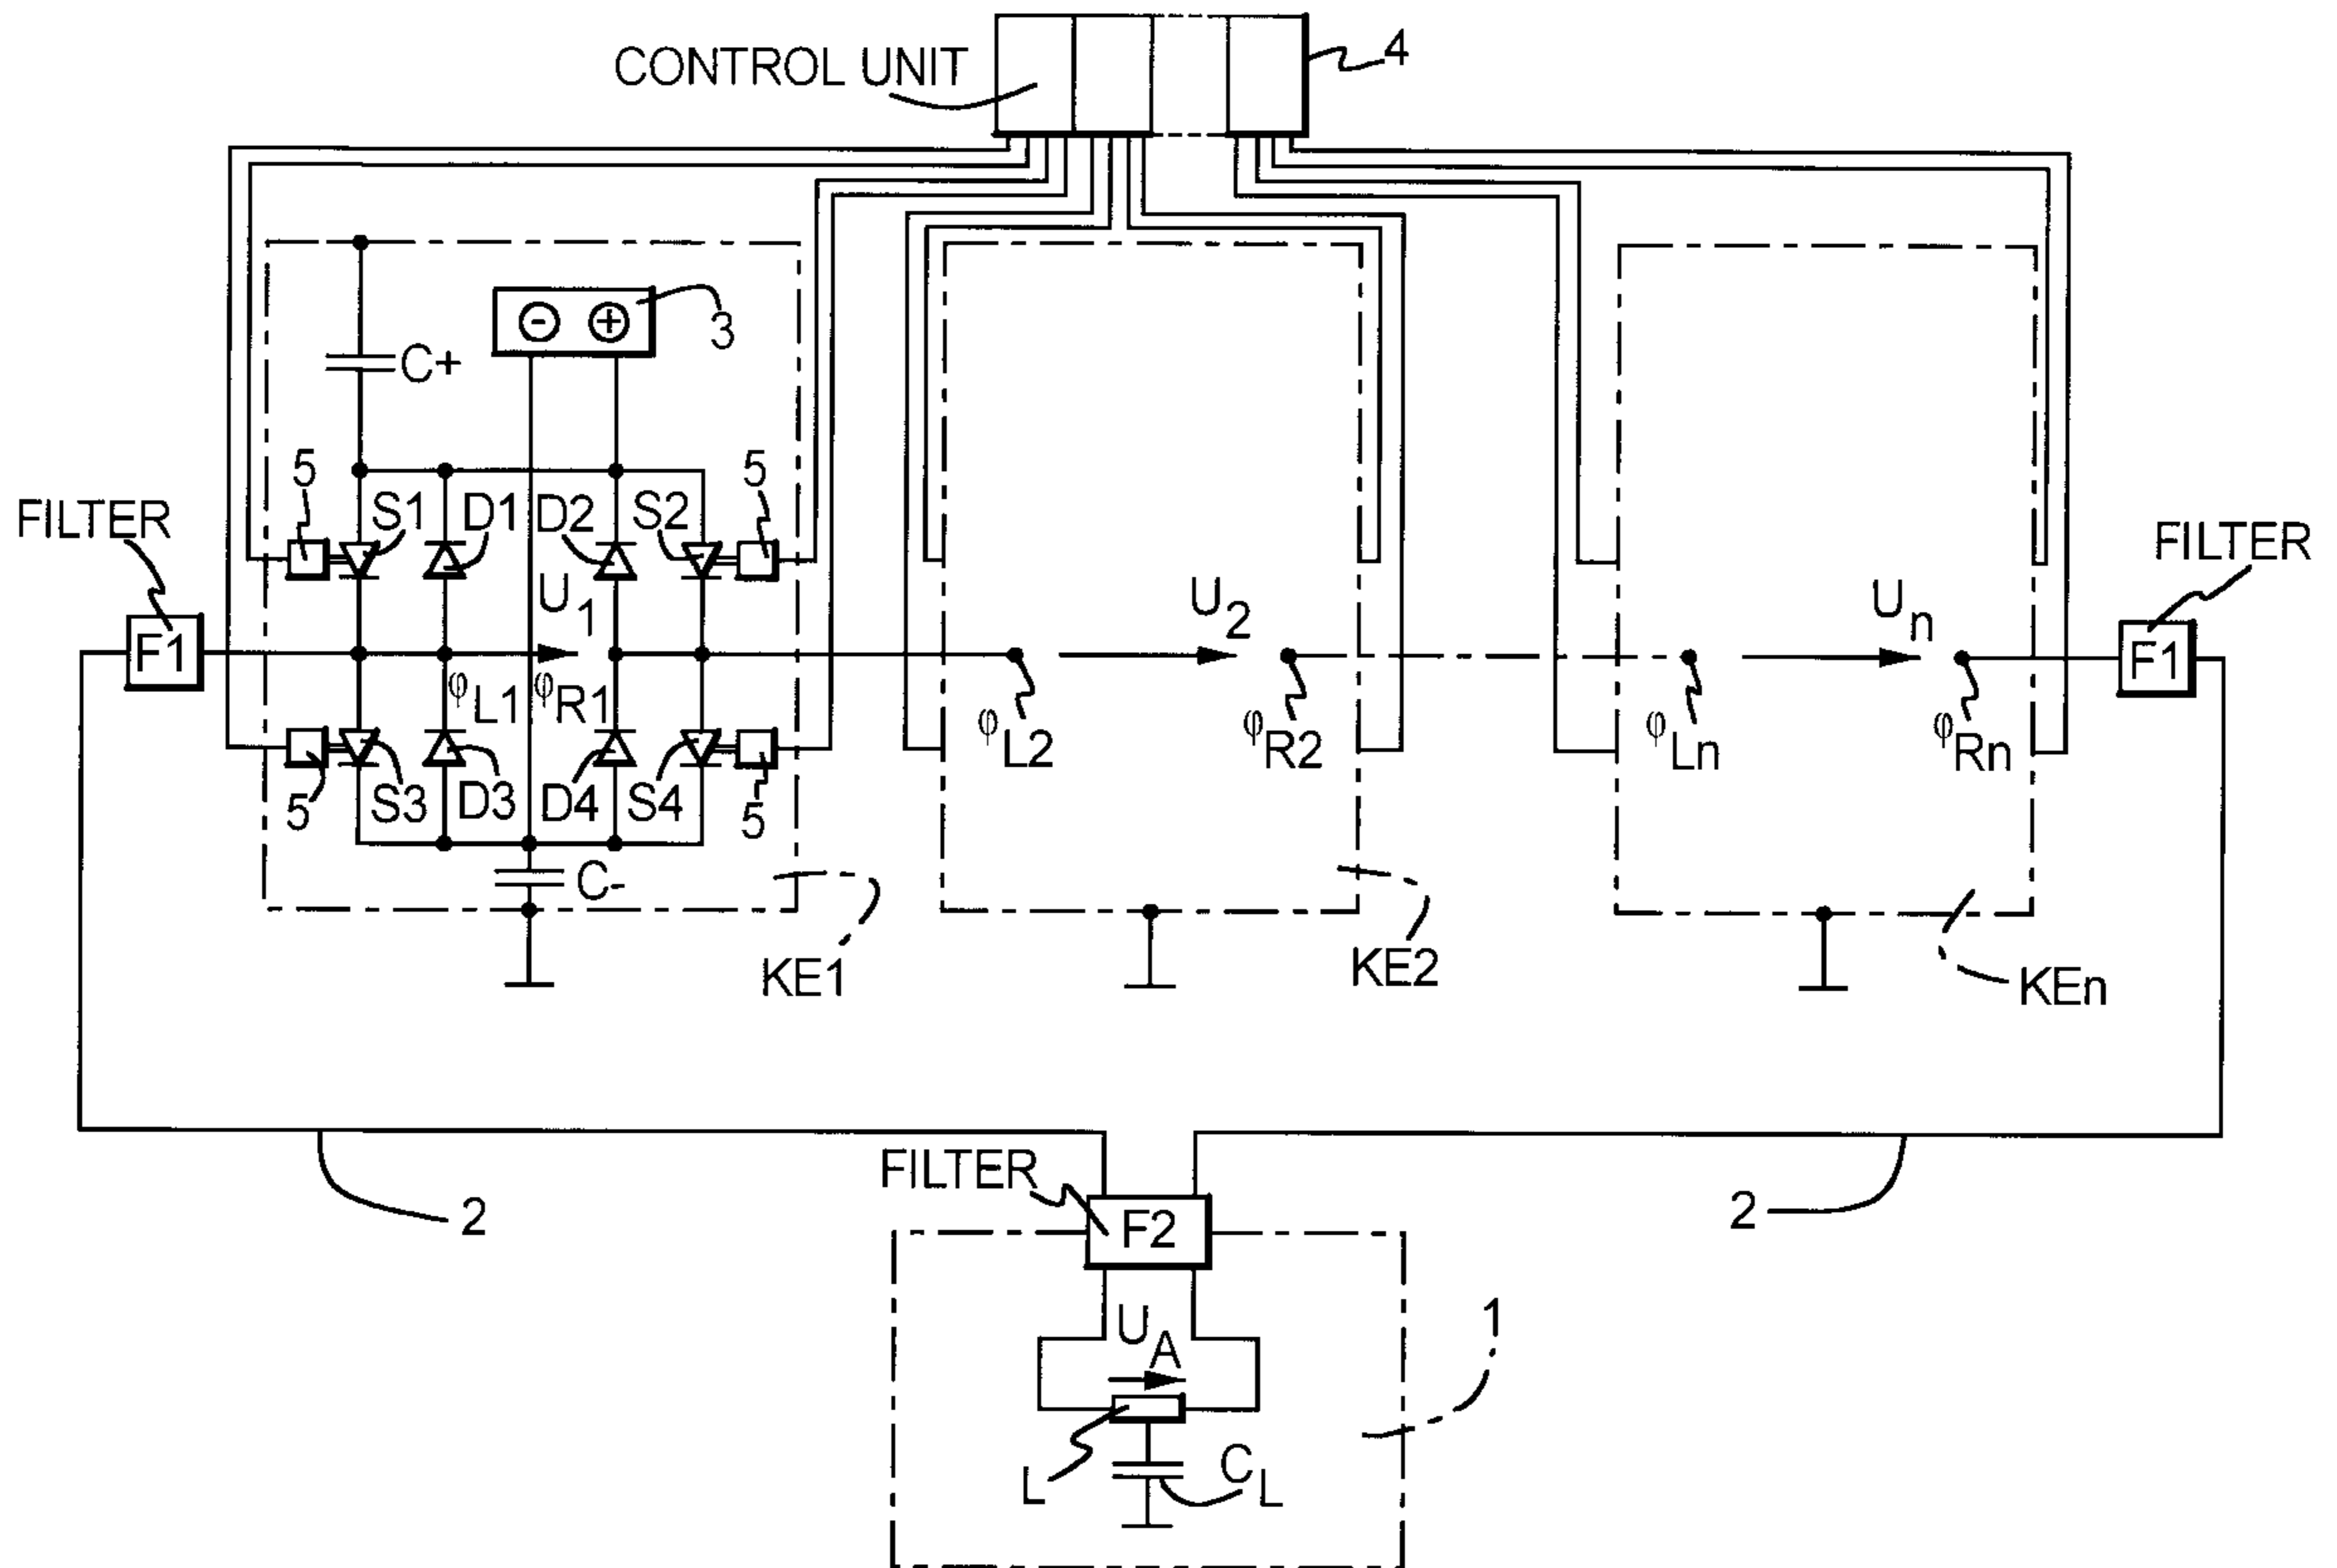 CONTROL UNIT
4
- +
3
C+
5
S1
D1
D2
S2
5
FILTER
FILTER
U1
U2
Un
F1
F1
φL1
φR1
φL2
φR2
φLn
φRn
5
S3
D3
D4
S4
5
C-
KE1
KE2
KEn
FILTER
2
2
F2
UA
1
L
CL